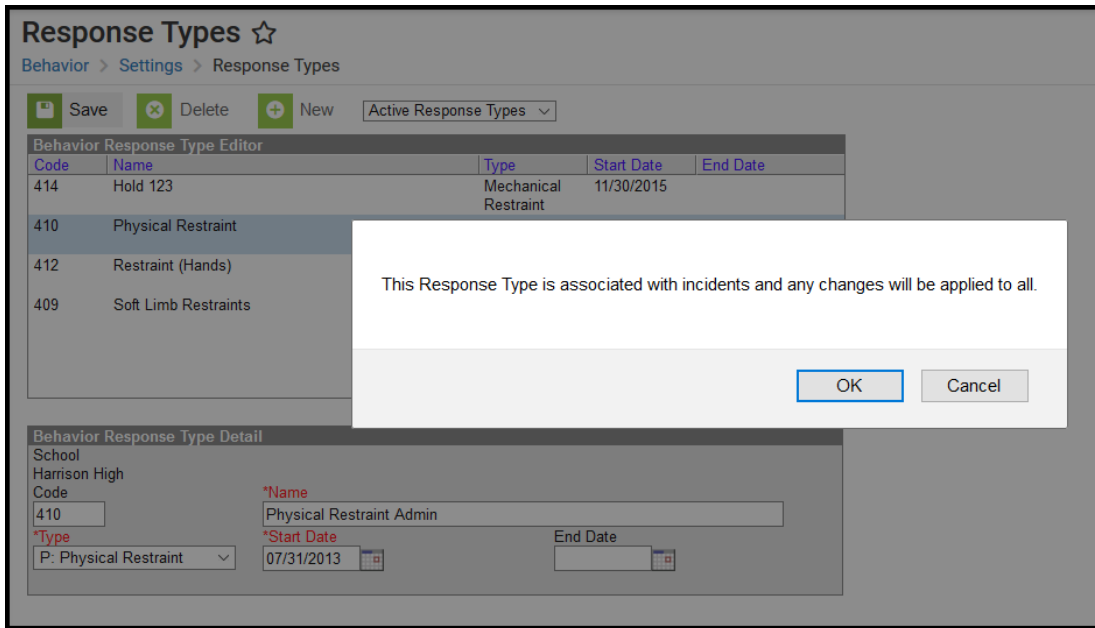 Response Types
Behavior > Settings > Response Types
Save Delete New Active Response Types
Behavior Response Type Editor
Code Name Type Start Date End Date
414 Hold 123 Mechanical Restraint 11/30/2015
410 Physical Restraint
412 Restraint (Hands)
409 Soft Limb Restraints
This Response Type is associated with incidents and any changes will be applied to all.
OK Cancel
Behavior Response Type Detail
School
Harrison High
Code *Name
410 Physical Restraint Admin
*Type *Start Date End Date
P: Physical Restraint 07/31/2013